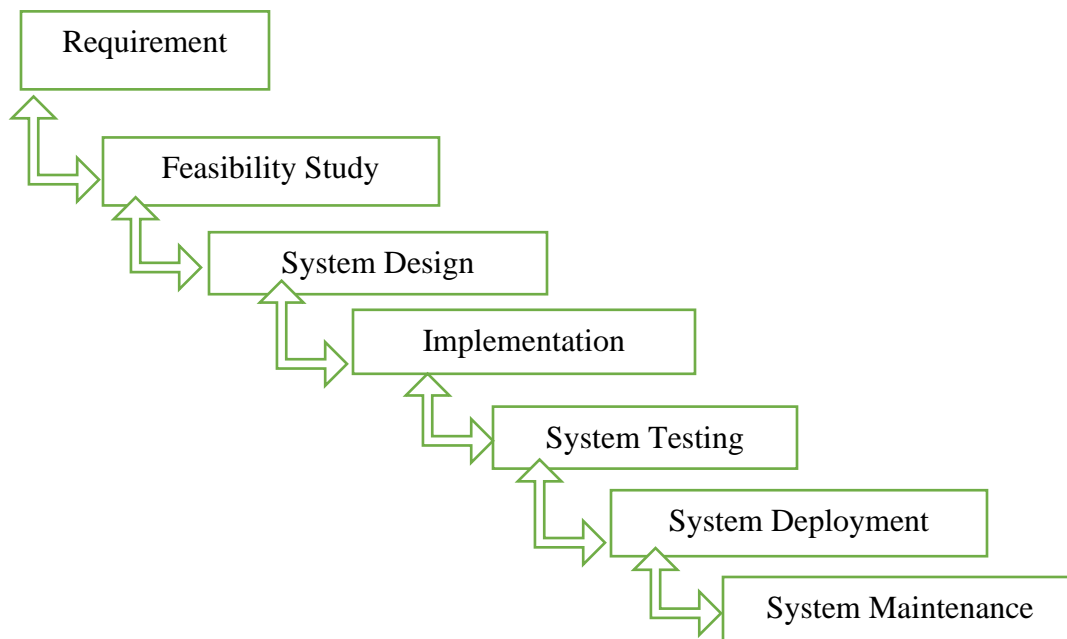 Requirement
Feasibility Study
System Design
Implementation
System Testing
System Deployment
System Maintenance